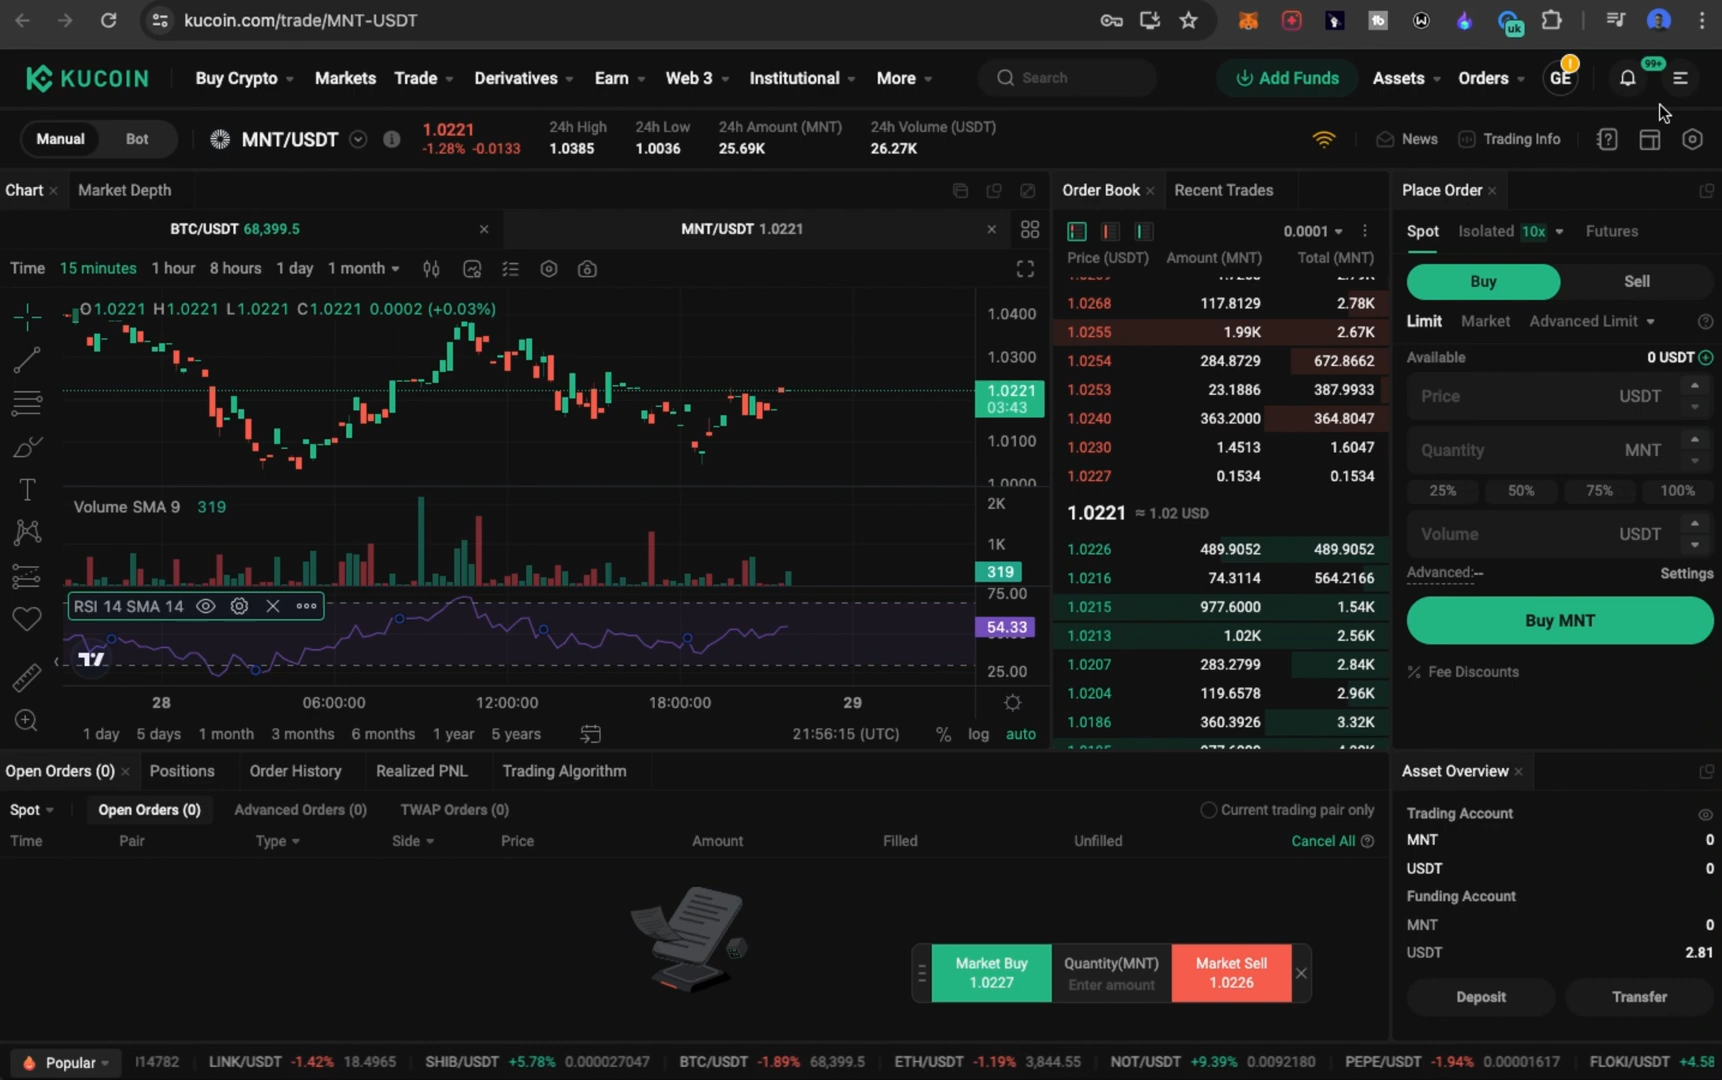 kucoin.com/trade/MNT-USDT
uk
KUCOIN Buy Crypto Markets Trade Derivatives Earn Web 3 Institutional More Search Add Funds Assets Orders GE 99+
Manual Bot MNT/USDT 1.0221 -1.28% -0.0133 24h High 1.0385 24h Low 1.0036 24h Amount (MNT) 25.69K 24h Volume (USDT) 26.27K News Trading Info
Chart Market Depth
BTC/USDT 68,399.5 MNT/USDT 1.0221
Time 15 minutes 1 hour 8 hours 1 day 1 month
O1.0221 H1.0221 L1.0221 C1.0221 0.0002 (+0.03%)
1.0400
1.0300
1.0221
03:43
1.0100
1.0000
Volume SMA 9 319
2K
1K
319
RSI 14 SMA 14
75.00
54.33
25.00
28 06:00:00 12:00:00 18:00:00 29
1 day 5 days 1 month 3 months 6 months 1 year 5 years 21:56:15 (UTC) % log auto
Order Book Recent Trades
0.0001
Price (USDT) Amount (MNT) Total (MNT)
1.0268 117.8129 2.78K
1.0255 1.99K 2.67K
1.0254 284.8729 672.8662
1.0253 23.1886 387.9933
1.0240 363.2000 364.8047
1.0230 1.4513 1.6047
1.0227 0.1534 0.1534
1.0221 ≈ 1.02 USD
1.0226 489.9052 489.9052
1.0216 74.3114 564.2166
1.0215 977.6000 1.54K
1.0213 1.02K 2.56K
1.0207 283.2799 2.84K
1.0204 119.6578 2.96K
1.0186 360.3926 3.32K
Place Order
Spot Isolated 10x Futures
Buy Sell
Limit Market Advanced Limit
Available 0 USDT
Price USDT
Quantity MNT
25% 50% 75% 100%
Volume USDT
Advanced:-- Settings
Buy MNT
Fee Discounts
Open Orders (0) Positions Order History Realized PNL Trading Algorithm
Spot Open Orders (0) Advanced Orders (0) TWAP Orders (0) Current trading pair only
Time Pair Type Side Price Amount Filled Unfilled Cancel All
Market Buy Quantity(MNT) Market Sell
1.0227 Enter amount 1.0226
Asset Overview
Trading Account
MNT 0
USDT 0
Funding Account
MNT 0
USDT 2.81
Deposit Transfer
Popular 14782 LINK/USDT -1.42% 18.4965 SHIB/USDT +5.78% 0.000027047 BTC/USDT -1.89% 68,399.5 ETH/USDT -1.19% 3,844.55 NOT/USDT +9.39% 0.0092180 PEPE/USDT -1.94% 0.00001617 FLOKI/USDT +4.58